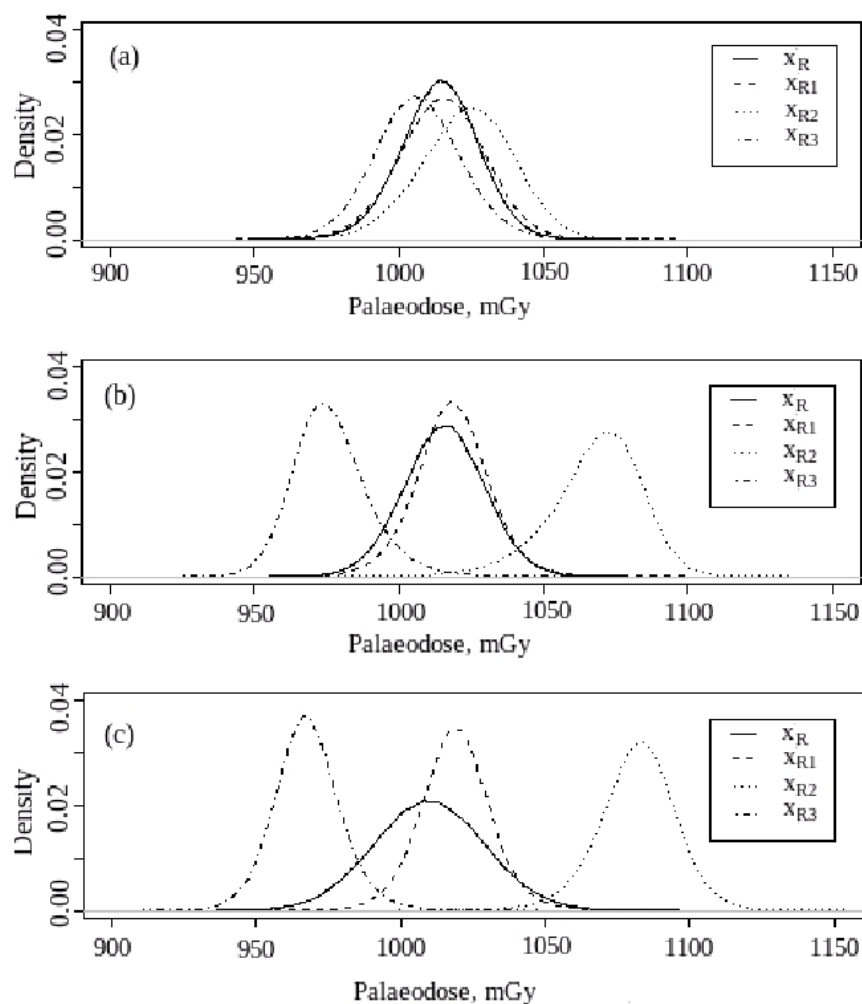 (a)
x_R
x_R1
x_R2
x_R3
Density
0.00 0.02 0.04
900 950 1000 1050 1100 1150
Palaeodose, mGy
(b)
x_R
x_R1
x_R2
x_R3
Density
0.00 0.02 0.04
900 950 1000 1050 1100 1150
Palaeodose, mGy
(c)
x_R
x_R1
x_R2
x_R3
Density
0.00 0.02 0.04
900 950 1000 1050 1100 1150
Palaeodose, mGy